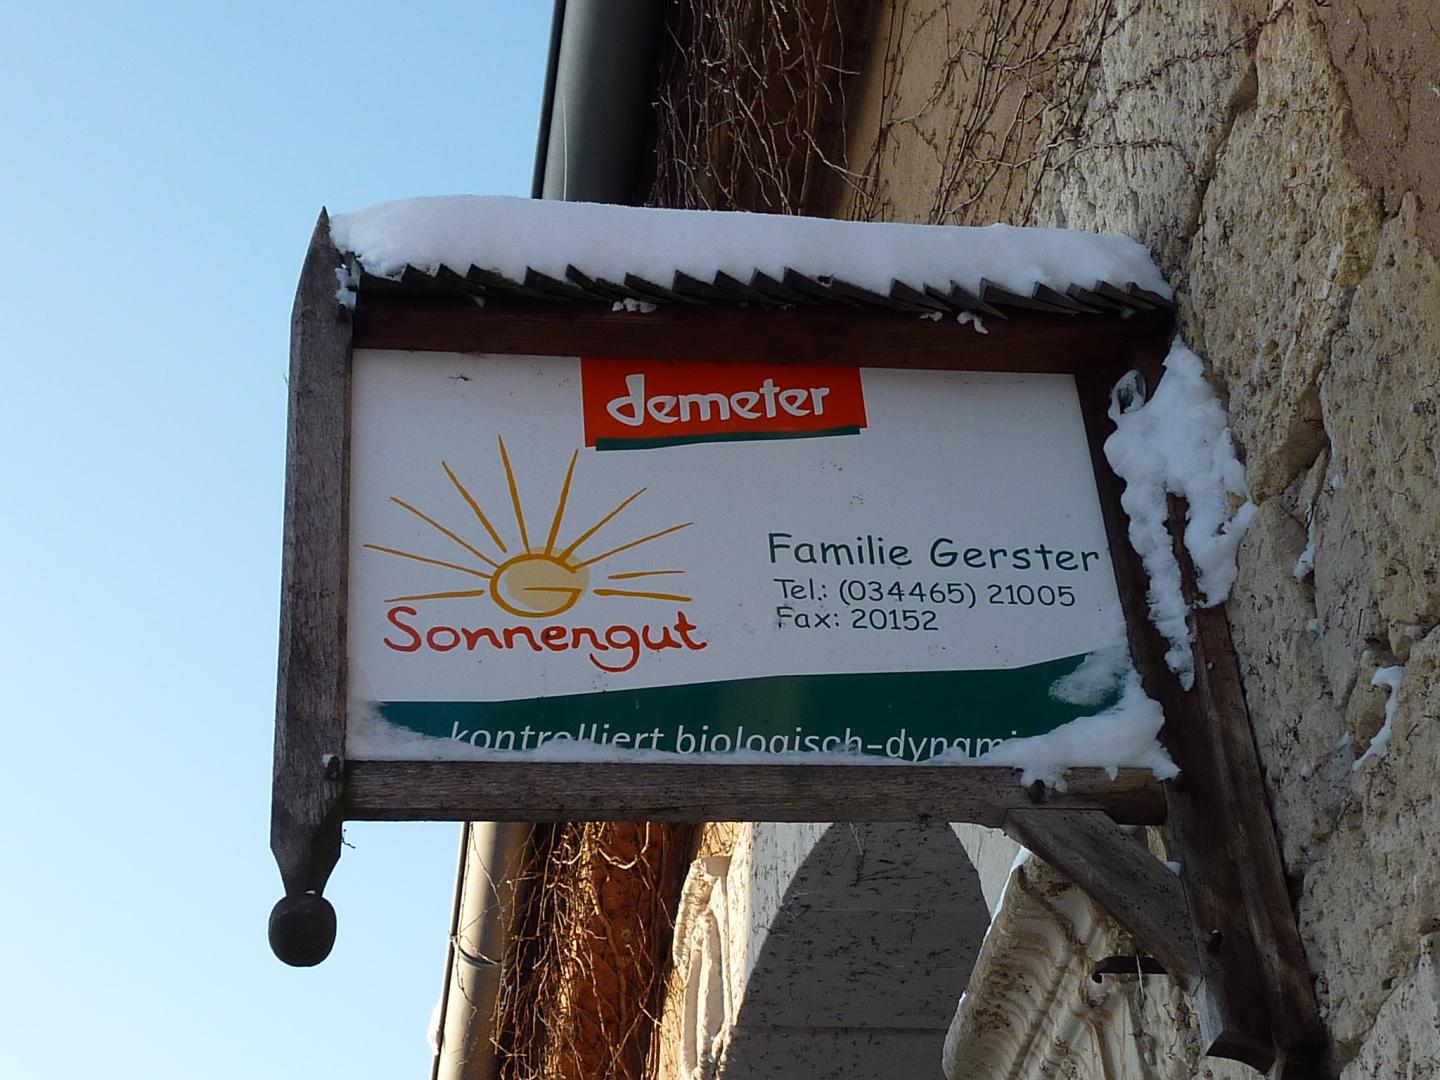 demeter
Sonnengut
Familie Gerster
Tel.: (034465) 21005
Fax: 20152
kontrolliert biologisch-dynami